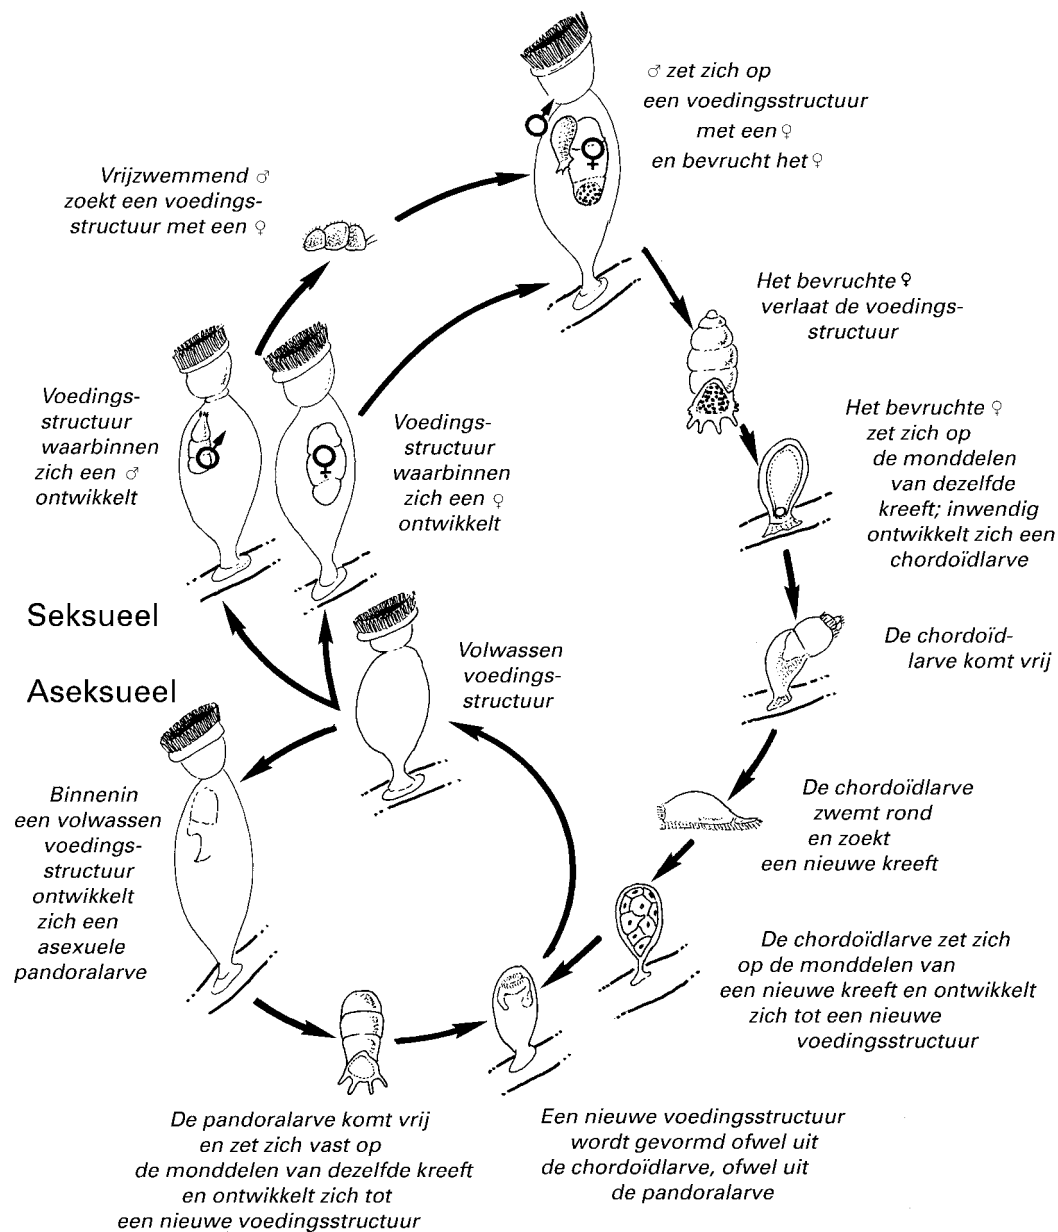 ♂ zet zich op
een voedingsstructuur
met een ♀
en bevrucht het ♀
Vrijzwemmend ♂
zoekt een voedings-
structuur met een ♀
Het bevruchte ♀
verlaat de voedings-
structuur
Voedings-
structuur
waarbinnen
zich een ♂
ontwikkelt
Voedings-
structuur
waarbinnen
zich een ♀
ontwikkelt
Het bevruchte ♀
zet zich op
de monddelen
van dezelfde
kreeft; inwendig
ontwikkelt zich een
chordoïdlarve
Seksueel
Aseksueel
Volwassen
voedings-
structuur
De chordoïd-
larve komt vrij
Binnenin
een volwassen
voedings-
structuur
ontwikkelt
zich een
asexuele
pandoralarve
De chordoïdlarve
zwemt rond
en zoekt
een nieuwe kreeft
De chordoïdlarve zet zich
op de monddelen van
een nieuwe kreeft en ontwikkelt
zich tot een nieuwe
voedingsstructuur
De pandoralarve komt vrij
en zet zich vast op
de monddelen van dezelfde kreeft
en ontwikkelt zich tot
een nieuwe voedingsstructuur
Een nieuwe voedingsstructuur
wordt gevormd ofwel uit
de chordoïdlarve, ofwel uit
de pandoralarve